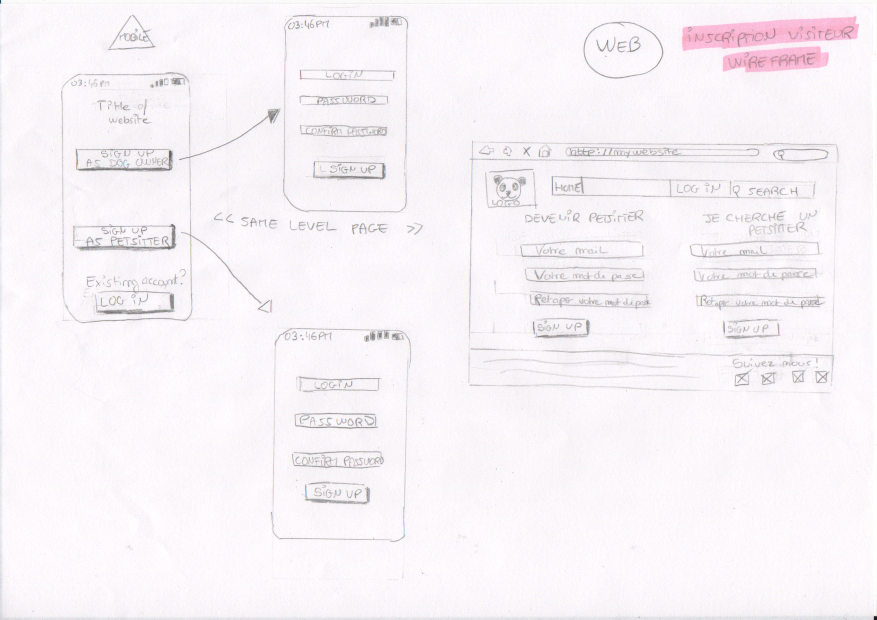 MOBILE
03:46PM
Title of
website
SIGN UP
AS DOG OWNER
SIGN UP
AS PETSITTER
Existing account?
LOG iN
03:46PM
LOGIN
PASSWORD
CONFIRM PASSWORD
SIGN UP
<< SAME LEVEL PAGE >>
03:46PM
LOGIN
PASSWORD
CONFIRM PASSWORD
SIGN UP
WEB
INSCRIPTION VISITEUR
WIREFRAME
http://mywebsite
LOGO
HOME
LOG IN
SEARCH
DEVENIR PETSITTER
Votre mail
Votre mot de passe
Retaper votre mot de passe
SIGN UP
JE CHERCHE UN
PETSITTER
Votre mail
Votre mot de passe
Retaper votre mot de passe
SIGN UP
Suivez nous!